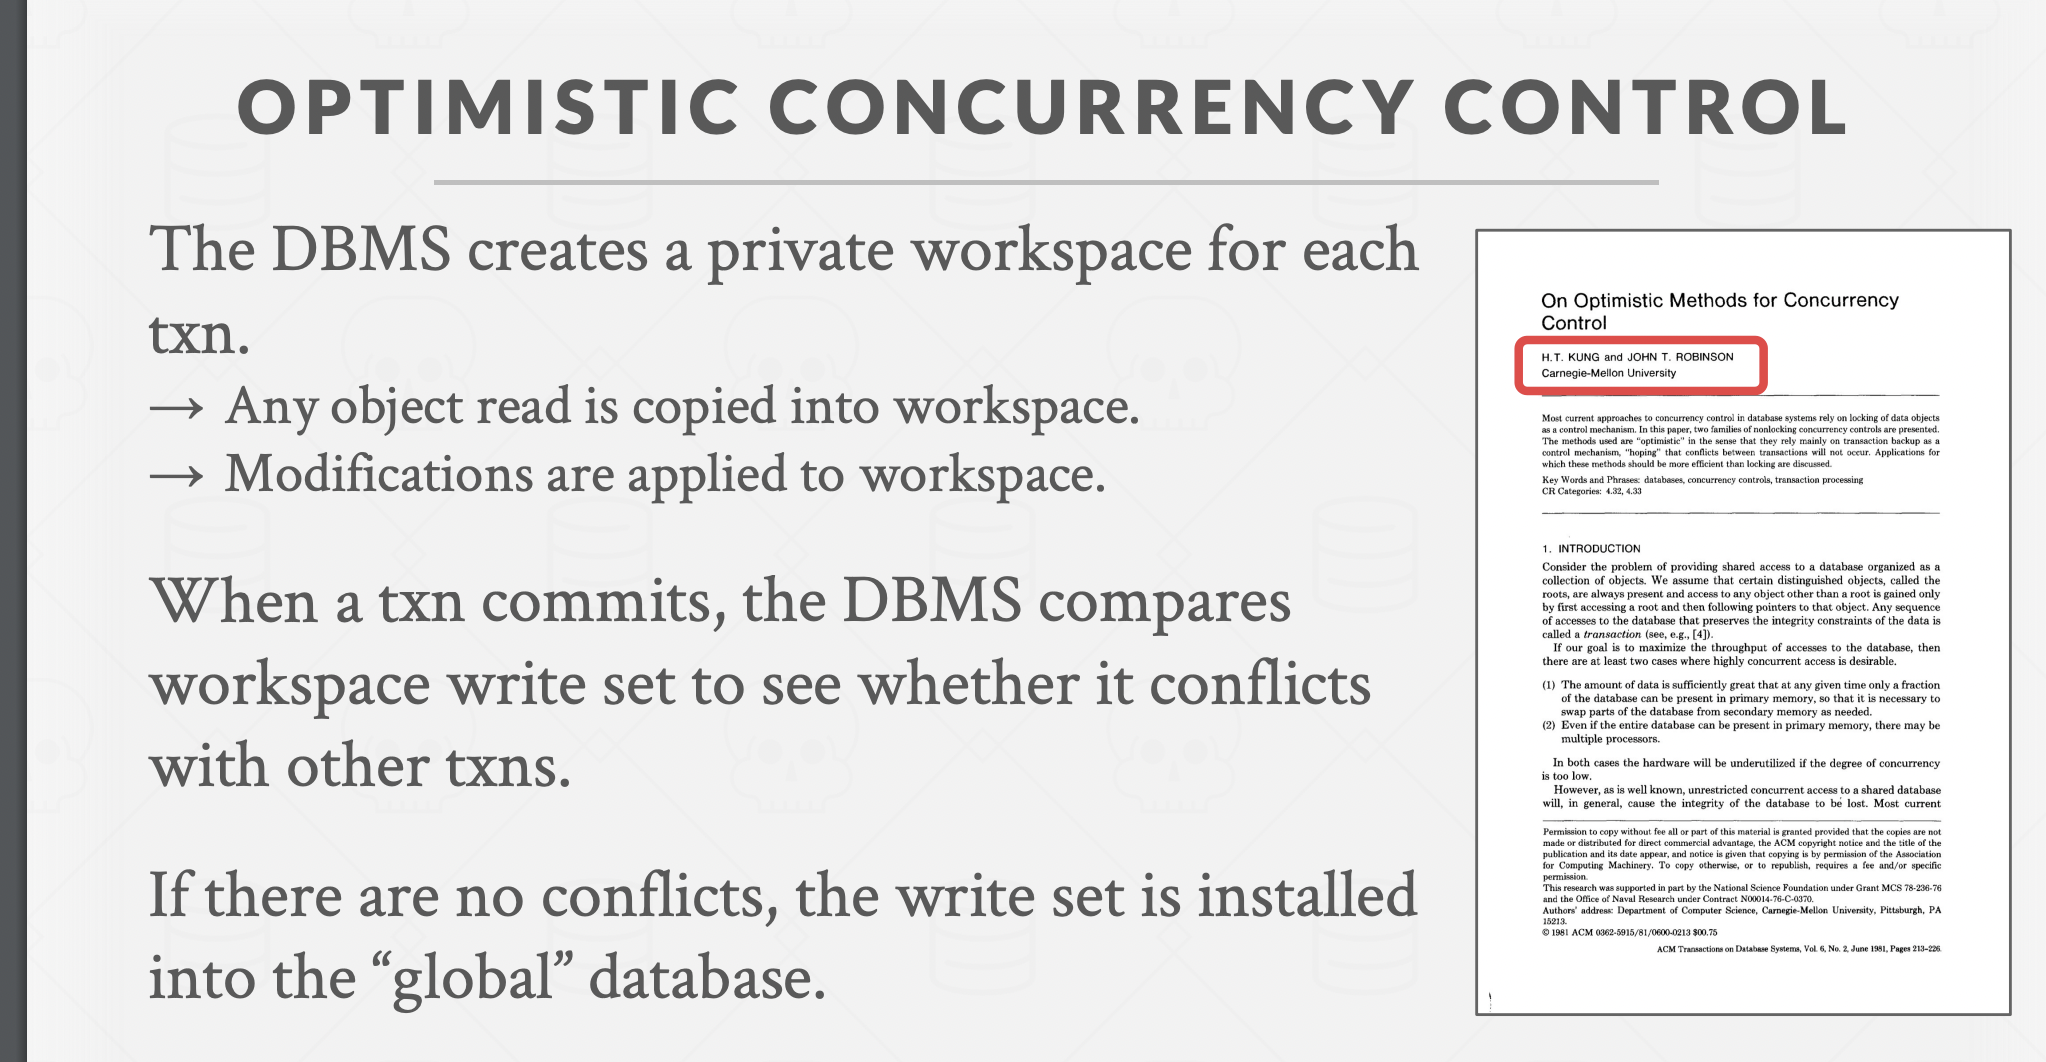 OPTIMISTIC CONCURRENCY CONTROL
The DBMS creates a private workspace for each
txn.
→ Any object read is copied into workspace.
→ Modifications are applied to workspace.
When a txn commits, the DBMS compares
workspace write set to see whether it conflicts
with other txns.
If there are no conflicts, the write set is installed
into the “global” database.
On Optimistic Methods for Concurrency
Control
H.T. KUNG and JOHN T. ROBINSON
Carnegie-Mellon University
Most current approaches to concurrency control in database systems rely on locking of data objects
as a control mechanism. In this paper, two families of nonlocking concurrency controls are presented.
The methods used are “optimistic” in the sense that they rely mainly on transaction backup as a
control mechanism, “hoping” that conflicts between transactions will not occur. Applications for
which these methods should be more efficient than locking are discussed.
Key Words and Phrases: databases, concurrency controls, transaction processing
CR Categories: 4.32, 4.33
1. INTRODUCTION
Consider the problem of providing shared access to a database organized as a
collection of objects. We assume that certain distinguished objects, called the
roots, are always present and access to any object other than a root is gained only
by first accessing a root and then following pointers to that object. Any sequence
of accesses to the database that preserves the integrity constraints of the data is
called a transaction (see, e.g., [4]).
If our goal is to maximize the throughput of accesses to the database, then
there are at least two cases where highly concurrent access is desirable.
(1) The amount of data is sufficiently great that at any given time only a fraction
of the database can be present in primary memory, so that it is necessary to
swap parts of the database from secondary memory as needed.
(2) Even if the entire database can be present in primary memory, there may be
multiple processors.
In both cases the hardware will be underutilized if the degree of concurrency
is too low.
However, as is well known, unrestricted concurrent access to a shared database
will, in general, cause the integrity of the database to be lost. Most current
Permission to copy without fee all or part of this material is granted provided that the copies are not
made or distributed for direct commercial advantage, the ACM copyright notice and the title of the
publication and its date appear, and notice is given that copying is by permission of the Association
for Computing Machinery. To copy otherwise, or to republish, requires a fee and/or specific
permission.
This research was supported in part by the National Science Foundation under Grant MCS 78-236-76
and the Office of Naval Research under Contract N00014-76-C-0370.
Authors’ address: Department of Computer Science, Carnegie-Mellon University, Pittsburgh, PA
15213.
© 1981 ACM 0362-5915/81/0600-0213 $00.75
ACM Transactions on Database Systems, Vol. 6, No. 2, June 1981, Pages 213–226.